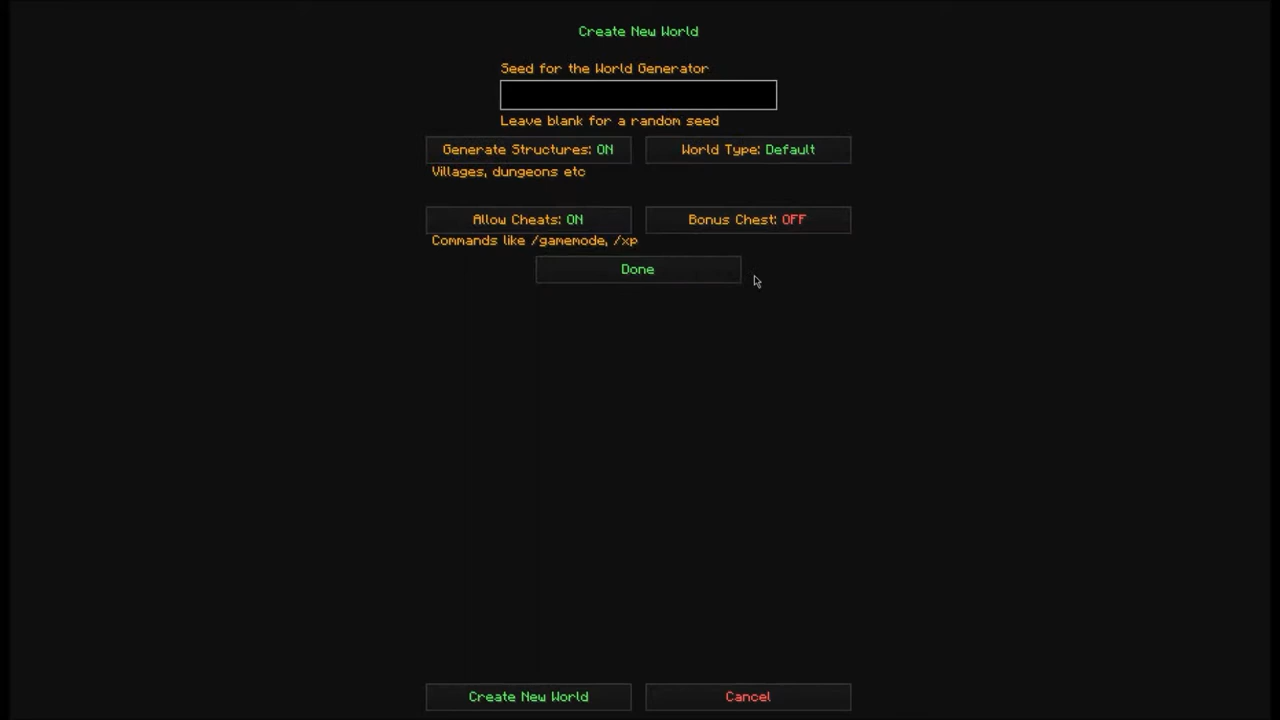 Create New World
Seed for the World Generator
Leave blank for a random seed
Generate Structures: ON
World Type: Default
Villages, dungeons etc
Allow Cheats: ON
Bonus Chest: OFF
Commands like /gamemode, /xp
Done
Create New World
Cancel